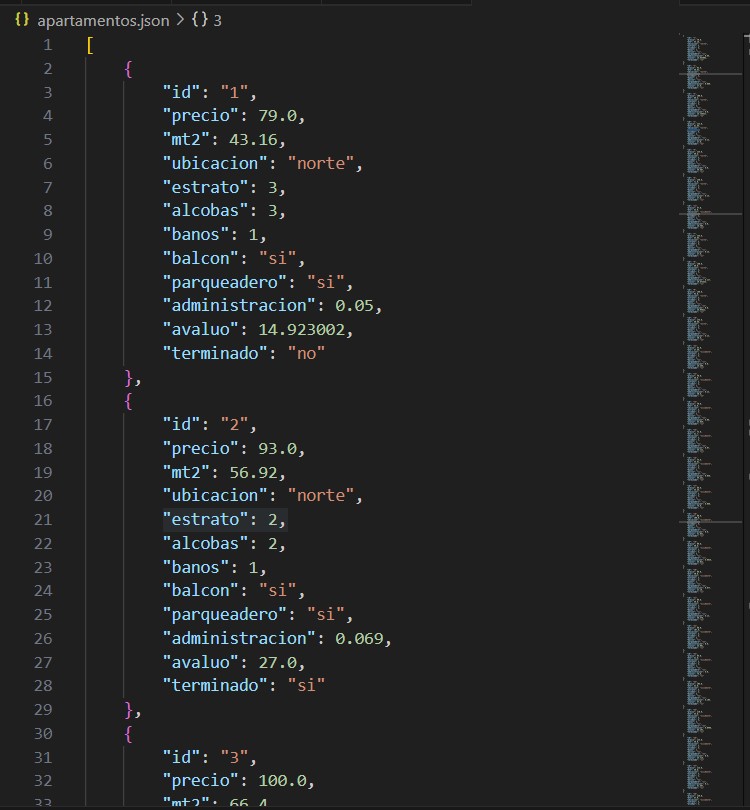 {} apartamentos.json > {} 3
1 [
2 {
3 "id": "1",
4 "precio": 79.0,
5 "mt2": 43.16,
6 "ubicacion": "norte",
7 "estrato": 3,
8 "alcobas": 3,
9 "banos": 1,
10 "balcon": "si",
11 "parqueadero": "si",
12 "administracion": 0.05,
13 "avaluo": 14.923002,
14 "terminado": "no"
15 },
16 {
17 "id": "2",
18 "precio": 93.0,
19 "mt2": 56.92,
20 "ubicacion": "norte",
21 "estrato": 2,
22 "alcobas": 2,
23 "banos": 1,
24 "balcon": "si",
25 "parqueadero": "si",
26 "administracion": 0.069,
27 "avaluo": 27.0,
28 "terminado": "si"
29 },
30 {
31 "id": "3",
32 "precio": 100.0,
33 "mt2": 66.4